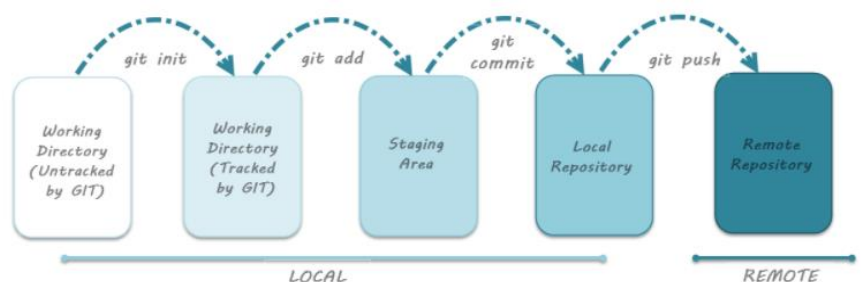 git init
git add
git
commit
git push
Working
Directory
(Untracked
by GIT)
Working
Directory
(Tracked
by GIT)
Staging
Area
Local
Repository
Remote
Repository
LOCAL
REMOTE